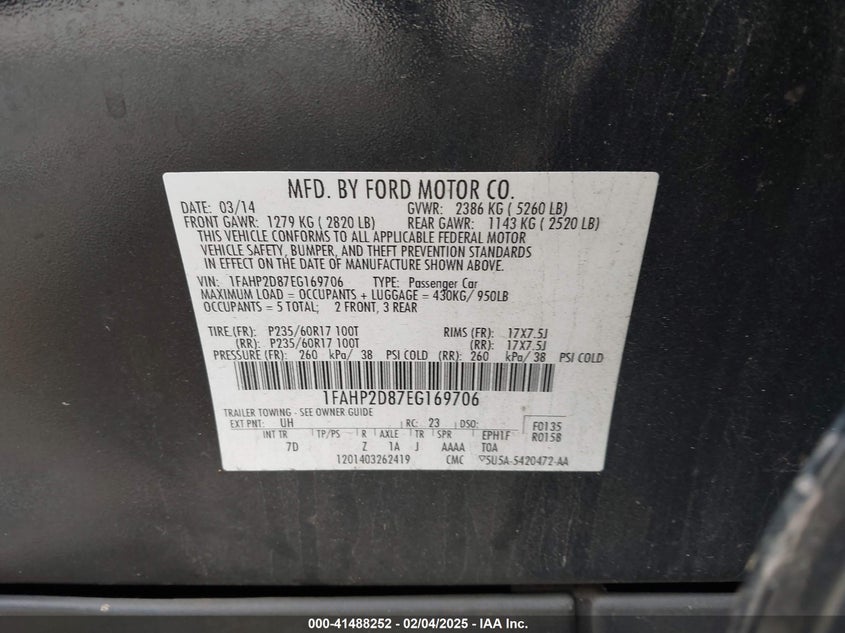 MFD. BY FORD MOTOR CO.
DATE: 03/14 GVWR: 2386 KG ( 5260 LB)
FRONT GAWR: 1279 KG ( 2820 LB) REAR GAWR: 1143 KG ( 2520 LB)
THIS VEHICLE CONFORMS TO ALL APPLICABLE FEDERAL MOTOR
VEHICLE SAFETY, BUMPER, AND THEFT PREVENTION STANDARDS
IN EFFECT ON THE DATE OF MANUFACTURE SHOWN ABOVE.
VIN: 1FAHP2D87EG169706 TYPE: Passenger Car
MAXIMUM LOAD = OCCUPANTS + LUGGAGE = 430KG/ 950LB
OCCUPANTS = 5 TOTAL; 2 FRONT, 3 REAR
TIRE:(FR): P235/60R17 100T RIMS (FR): 17X7.5J
(RR): P235/60R17 100T (RR): 17X7.5J
PRESSURE (FR): 260 kPa/ 38 PSI COLD (RR): 260 kPa/ 38 PSI COLD
1FAHP2D87EG169706
TRAILER TOWING - SEE OWNER GUIDE
EXT PNT: UH RC: 23 DSO: F0135
INT TR TP/PS R AXLE TR SPR EPH1F R0158
7D Z 1A J AAAA TOA
1201403262419 CMC ▽5U5A-5420472-AA
000-41488252 - 02/04/2025 - IAA Inc.